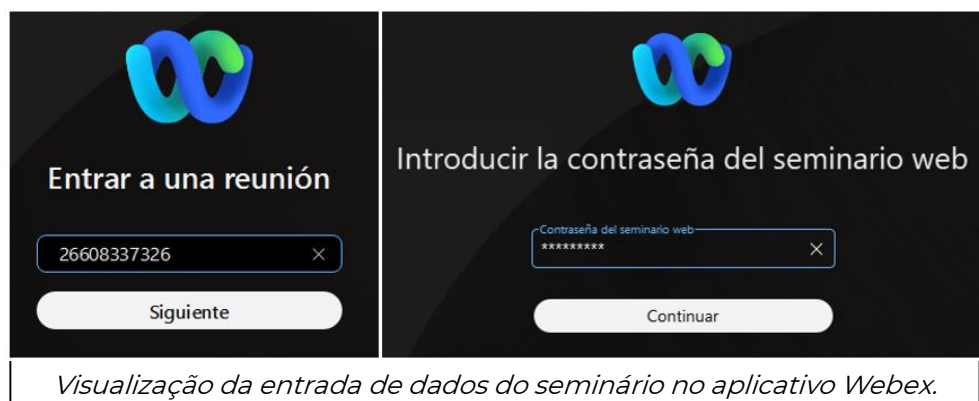 Entrar a una reunión
26608337326
Siguiente
Introducir la contraseña del seminario web
Contraseña del seminario web
*********
Continuar
Visualização da entrada de dados do seminário no aplicativo Webex.